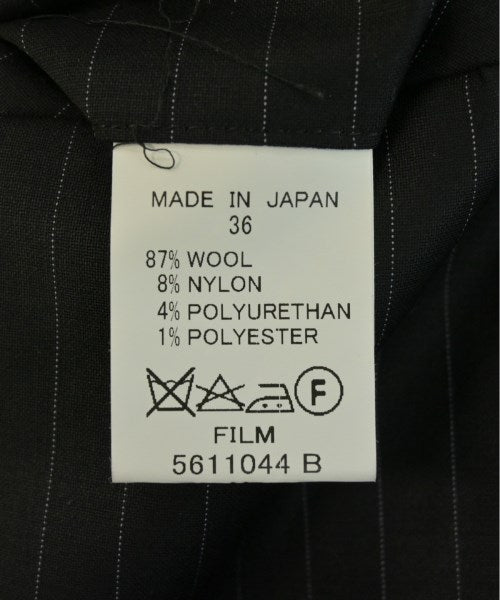 MADE IN JAPAN
36
87% WOOL
8% NYLON
4% POLYURETHAN
1% POLYESTER
F
FILM
5611044 B